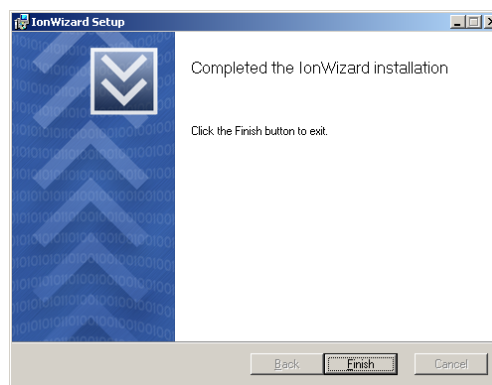 IonWizard Setup
Completed the IonWizard installation
Click the Finish button to exit.
Back Finish Cancel